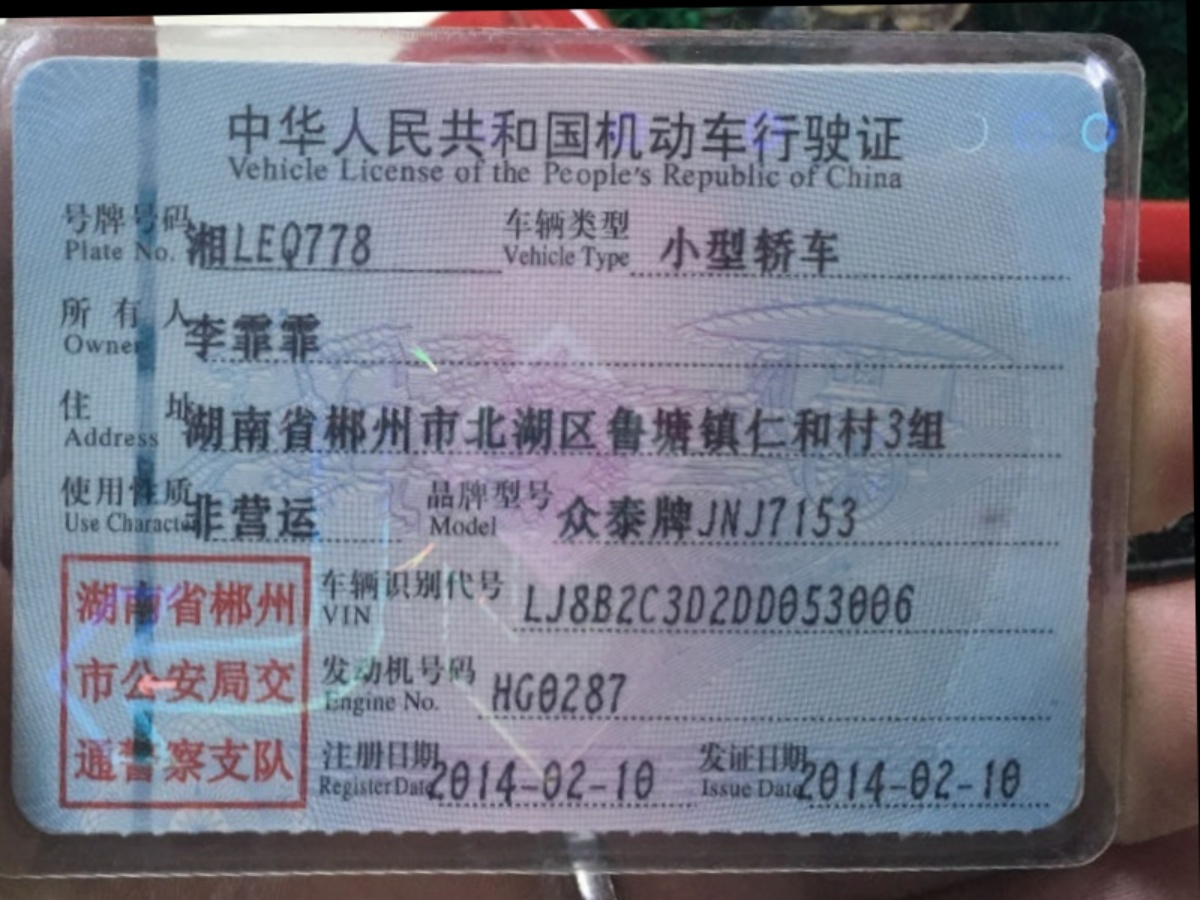 中华人民共和国机动车行驶证
Vehicle License of the People's Republic of China
号牌号码 湘LEQ778 车辆类型 小型轿车
Plate No. Vehicle Type
所有人 李霏霏
Owner
住址 湖南省郴州市北湖区鲁塘镇仁和村3组
Address
使用性质 非营运 品牌型号 众泰牌JNJ7153
Use Character Model
车辆识别代号 LJ8B2C3D2DD053006
VIN
发动机号码 HG0287
Engine No.
注册日期 2014-02-10 发证日期 2014-02-10
Register Date Issue Date
湖南省郴州
市公安局交
通警察支队